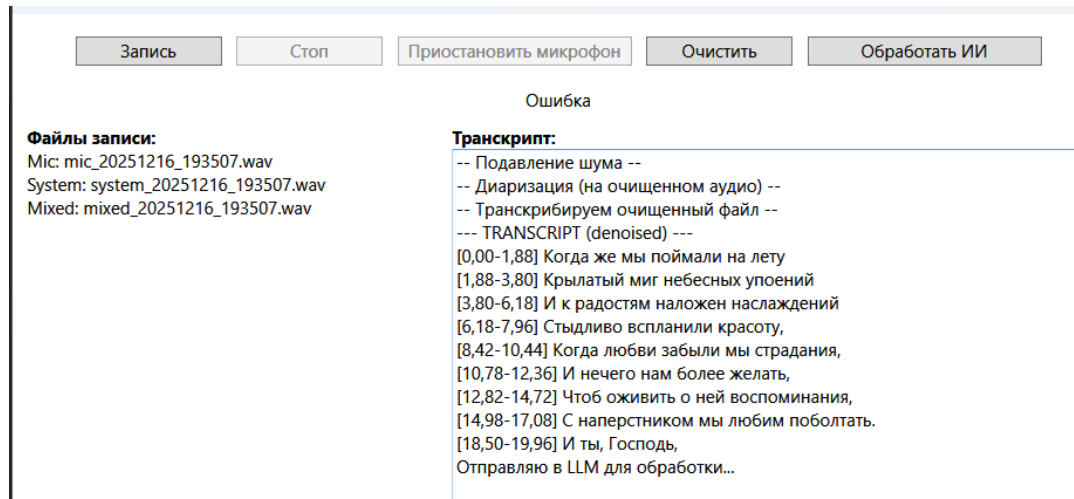 Запись Стоп Приостановить микрофон Очистить Обработать ИИ
Ошибка
Файлы записи:
Mic: mic_20251216_193507.wav
System: system_20251216_193507.wav
Mixed: mixed_20251216_193507.wav
Транскрипт:
-- Подавление шума --
-- Диаризация (на очищенном аудио) --
-- Транскрибируем очищенный файл --
--- TRANSCRIPT (denoised) ---
[0,00-1,88] Когда же мы поймали на лету
[1,88-3,80] Крылатый миг небесных упоений
[3,80-6,18] И к радостям наложен наслаждений
[6,18-7,96] Стыдливо вспланили красоту,
[8,42-10,44] Когда любви забыли мы страдания,
[10,78-12,36] И нечего нам более желать,
[12,82-14,72] Чтоб оживить о ней воспоминания,
[14,98-17,08] С наперстником мы любим поболтать.
[18,50-19,96] И ты, Господь,
Отправляю в LLM для обработки...